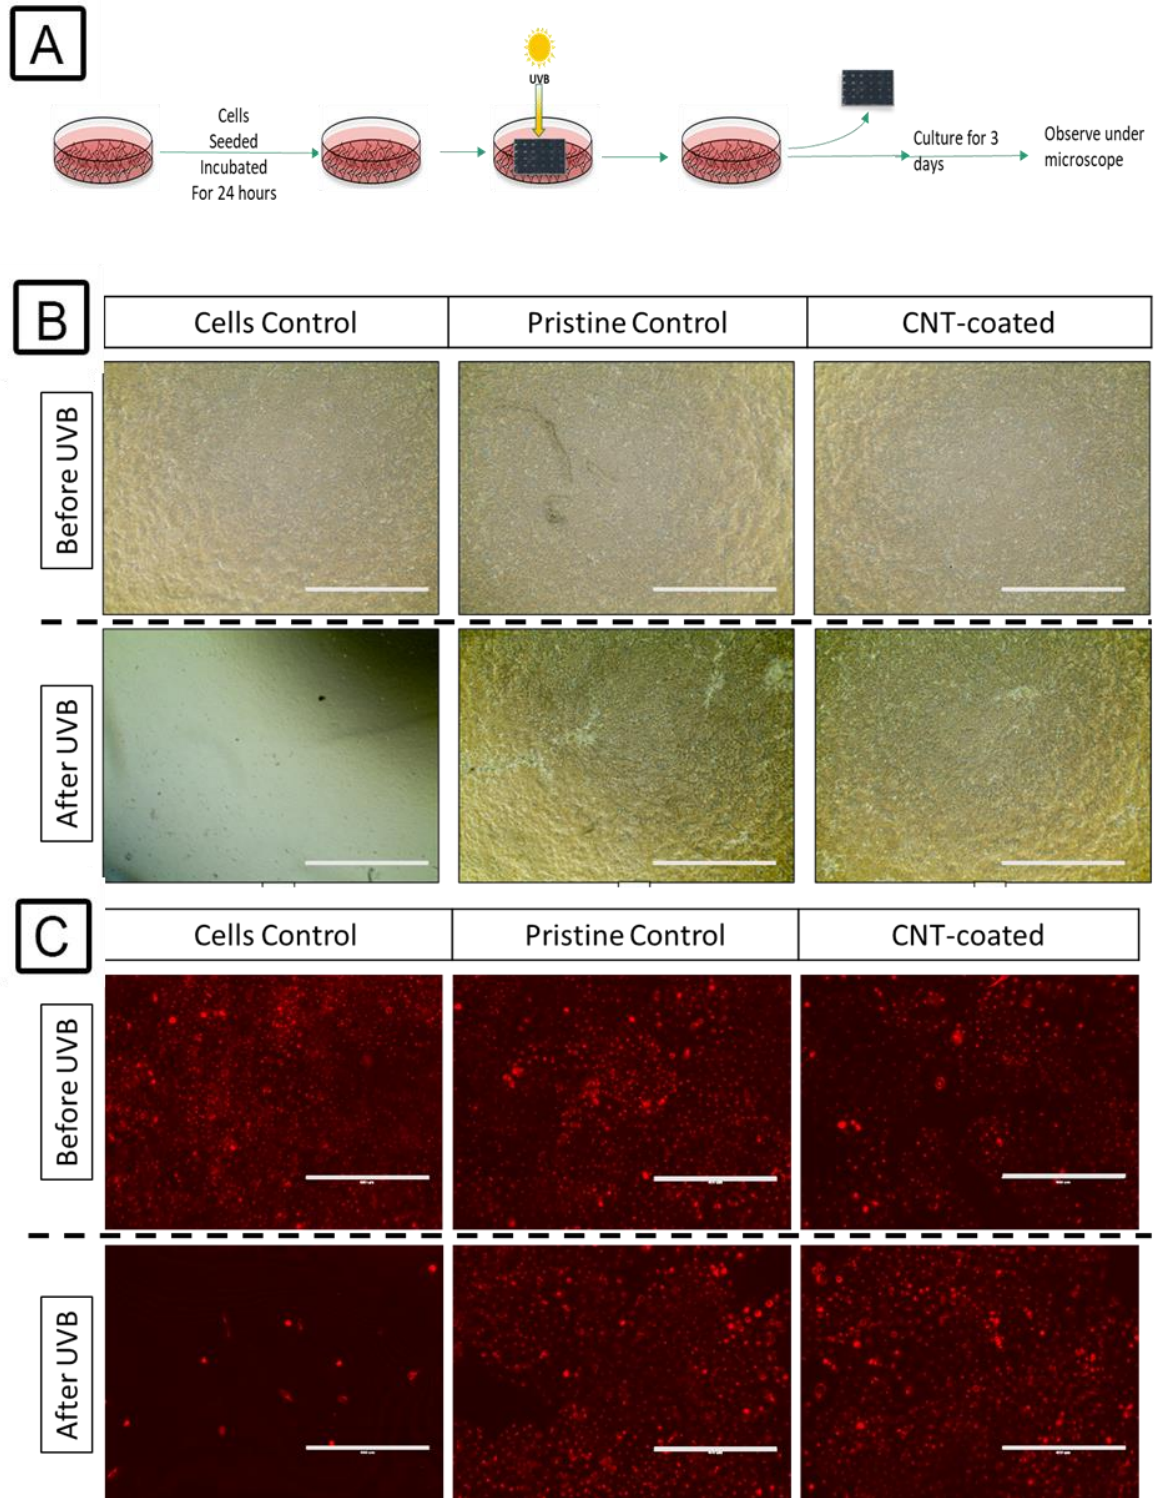 A
UVB
Cells
Seeded
Incubated
For 24 hours
Culture for 3
days
Observe under
microscope
B
Cells Control
Pristine Control
CNT-coated
Before UVB
After UVB
C
Cells Control
Pristine Control
CNT-coated
Before UVB
After UVB